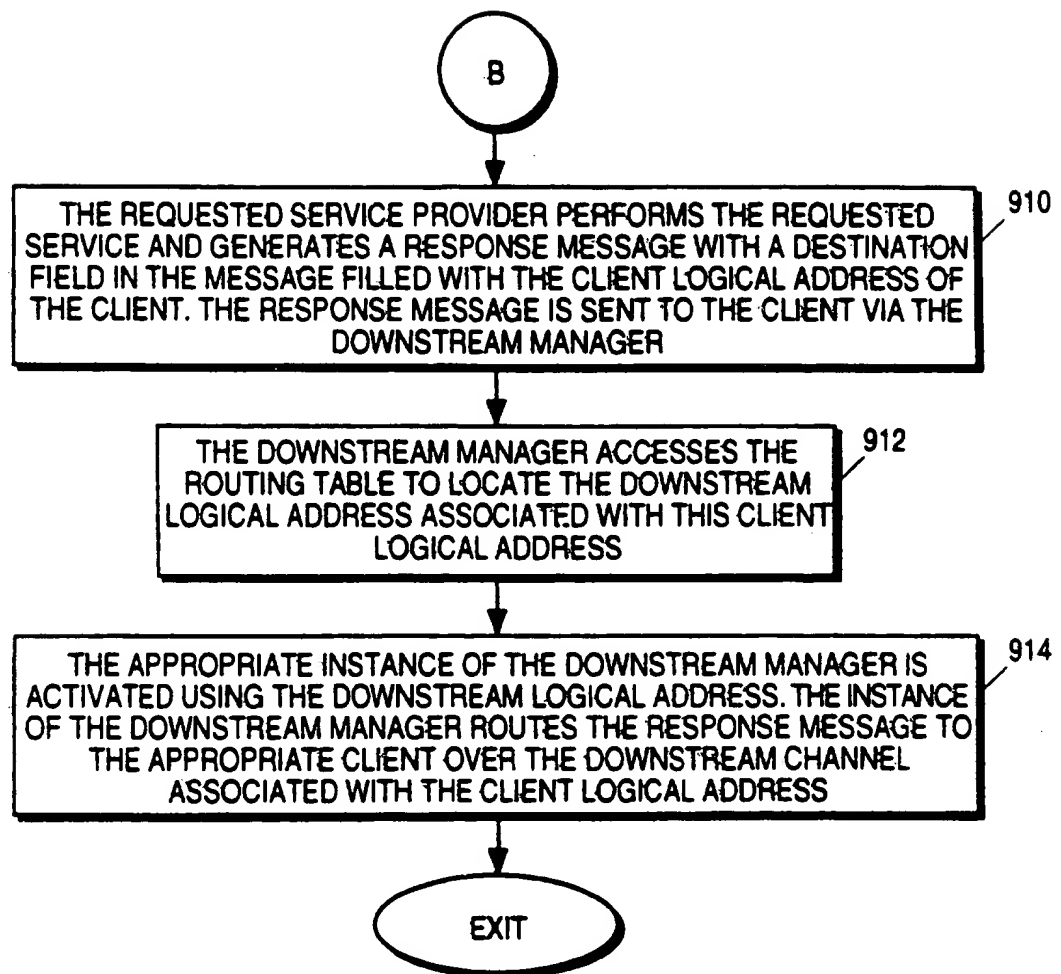 B
THE REQUESTED SERVICE PROVIDER PERFORMS THE REQUESTED
SERVICE AND GENERATES A RESPONSE MESSAGE WITH A DESTINATION
FIELD IN THE MESSAGE FILLED WITH THE CLIENT LOGICAL ADDRESS OF
THE CLIENT. THE RESPONSE MESSAGE IS SENT TO THE CLIENT VIA THE
DOWNSTREAM MANAGER
910
THE DOWNSTREAM MANAGER ACCESSES THE
ROUTING TABLE TO LOCATE THE DOWNSTREAM
LOGICAL ADDRESS ASSOCIATED WITH THIS CLIENT
LOGICAL ADDRESS
912
THE APPROPRIATE INSTANCE OF THE DOWNSTREAM MANAGER IS
ACTIVATED USING THE DOWNSTREAM LOGICAL ADDRESS. THE INSTANCE
OF THE DOWNSTREAM MANAGER ROUTES THE RESPONSE MESSAGE TO
THE APPROPRIATE CLIENT OVER THE DOWNSTREAM CHANNEL
ASSOCIATED WITH THE CLIENT LOGICAL ADDRESS
914
EXIT